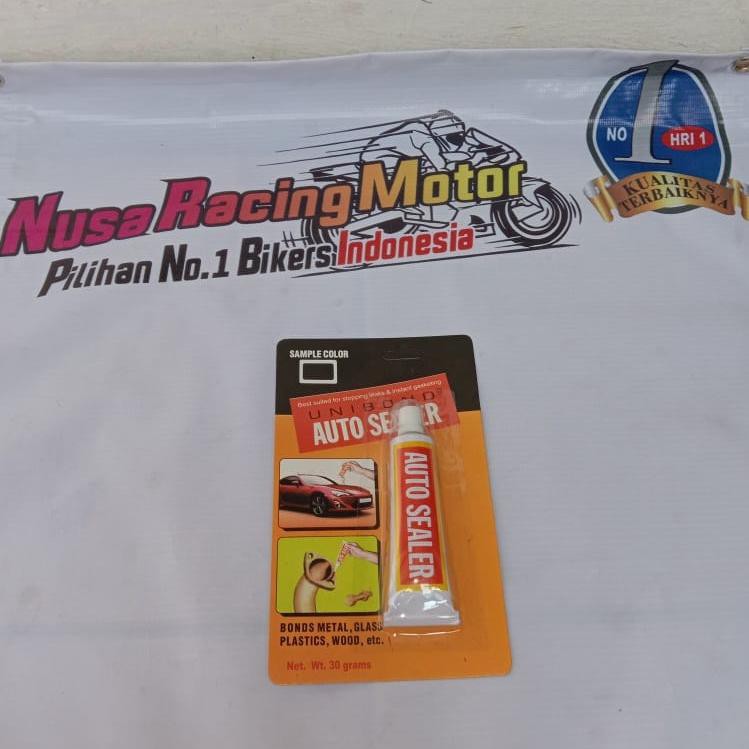 Nusa Racing Motor
Pilihan No.1 Bikers Indonesia
NO 1 HRI 1
KUALITAS
TERBAIKNYA
SAMPLE COLOR
Best suited for stopping leaks & instant gasketing
UNIBOND
AUTO SEALER
AUTO SEALER
BONDS METAL, GLASS
PLASTICS, WOOD, etc.
Net. Wt. 30 grams